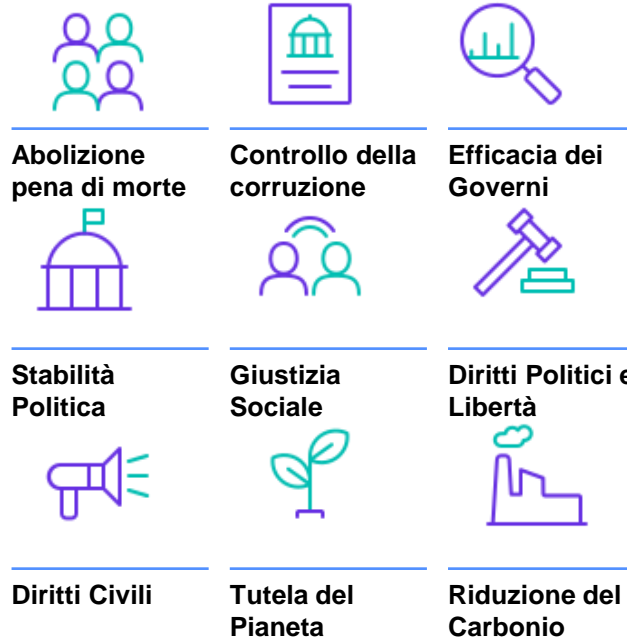 Abolizione
pena di morte
Controllo della
corruzione
Efficacia dei
Governi
Stabilità
Politica
Giustizia
Sociale
Diritti Politici e
Libertà
Diritti Civili
Tutela del
Pianeta
Riduzione del
Carbonio